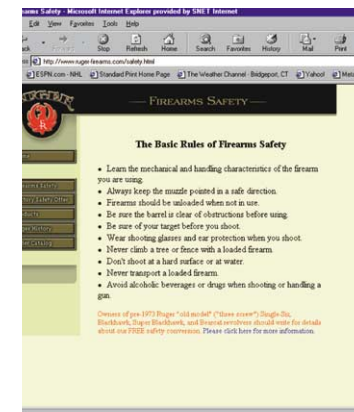 arms Safety - Microsoft Internet Explorer provided by SNET Internet
Edit View Favorites Tools Help
Stop Refresh Home Search Favorites History Mail Print
http://www.ruger-firearms.com/safety.html
ESPN.com - NHL Standard Print Home Page The Weather Channel - Bridgeport, CT Yahoo!
— FIREARMS SAFETY —
The Basic Rules of Firearms Safety
• Learn the mechanical and handling characteristics of the firearm
you are using.
• Always keep the muzzle pointed in a safe direction.
• Firearms should be unloaded when not in use.
• Be sure the barrel is clear of obstructions before using.
• Be sure of your target before you shoot.
• Wear shooting glasses and ear protection when you shoot.
• Never climb a tree or fence with a loaded firearm.
• Don't shoot at a hard surface or at water.
• Never transport a loaded firearm.
• Avoid alcoholic beverages or drugs when shooting or handling a
gun.
Owners of pre-1973 Ruger "old model" ("three screw") Single-Six,
Blackhawk, Super Blackhawk, and Bearcat revolvers should write for details
about our FREE safety conversion. Please click here for more information.